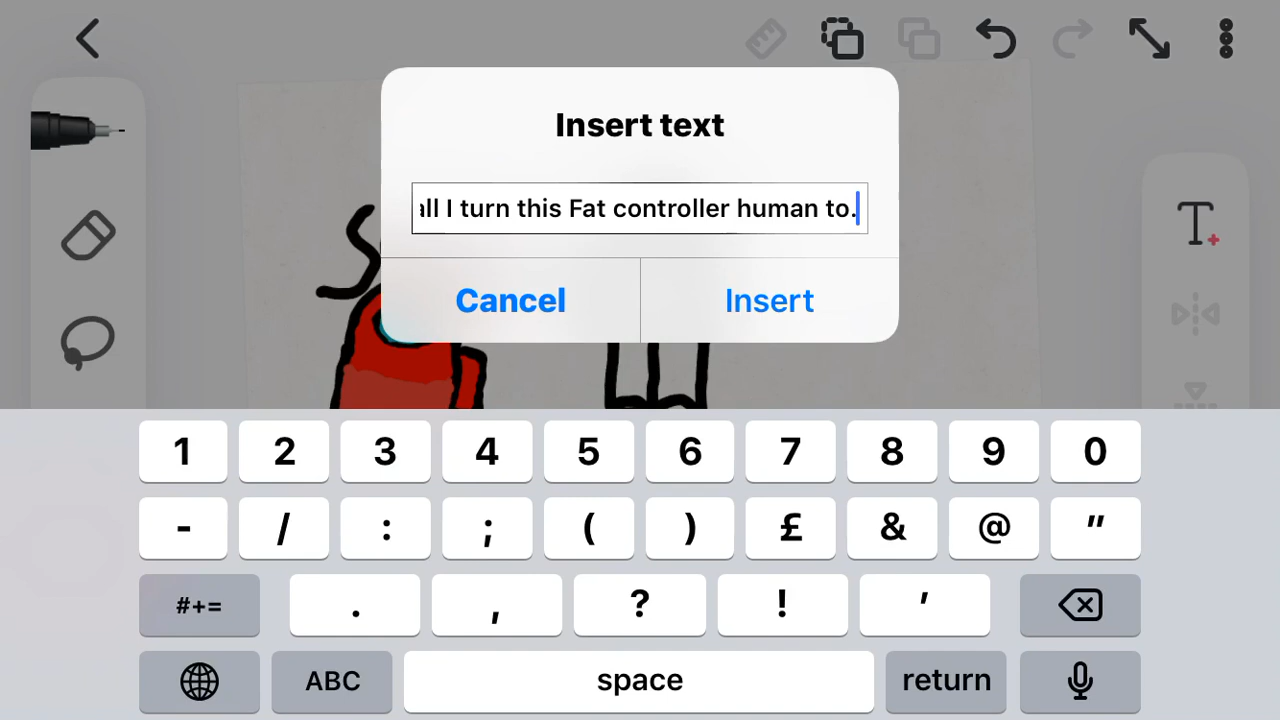 Insert text
all I turn this Fat controller human to.
Cancel
Insert
1 2 3 4 5 6 7 8 9 0
- / : ; ( ) £ & @ "
#+= . , ? ! '
ABC space return